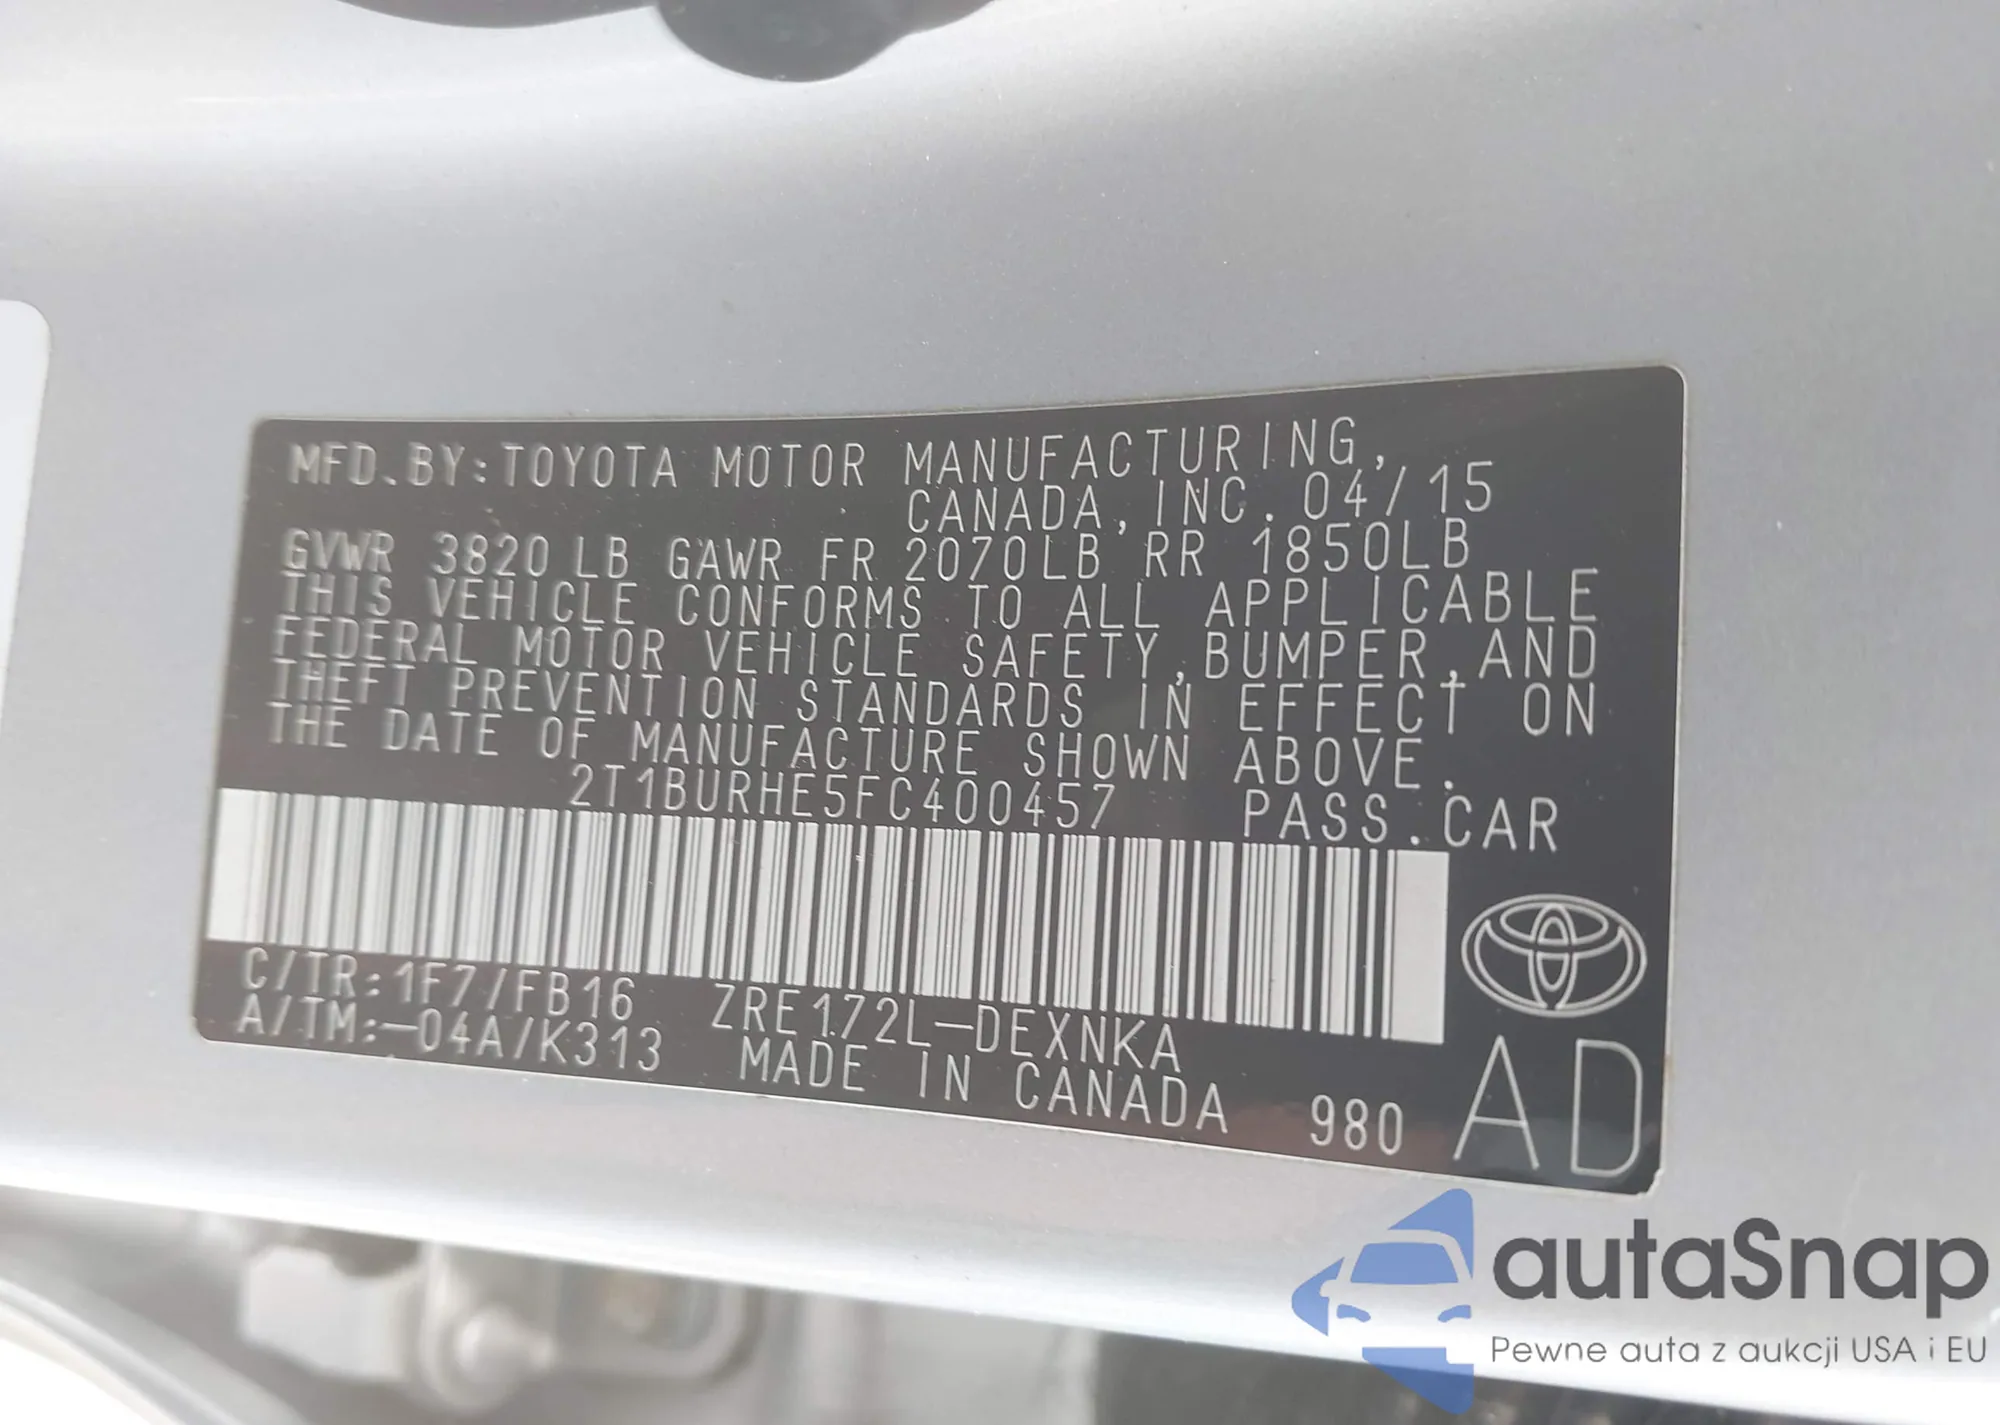 MFD.BY:TOYOTA MOTOR MANUFACTURING,
CANADA,INC. 04/15
GVWR 3820LB GAWR FR 2070LB RR 1850LB
THIS VEHICLE CONFORMS TO ALL APPLICABLE
FEDERAL MOTOR VEHICLE SAFETY,BUMPER,AND
THEFT PREVENTION STANDARDS IN EFFECT ON
THE DATE OF MANUFACTURE SHOWN ABOVE.
2T1BURHE5FC400457 PASS.CAR
C/TR:1F7/FB16 ZRE172L-DEXNKA
A/TM:-04A/K313 MADE IN CANADA 980 AD
autaSnap
Pewne auta z aukcji USA i EU